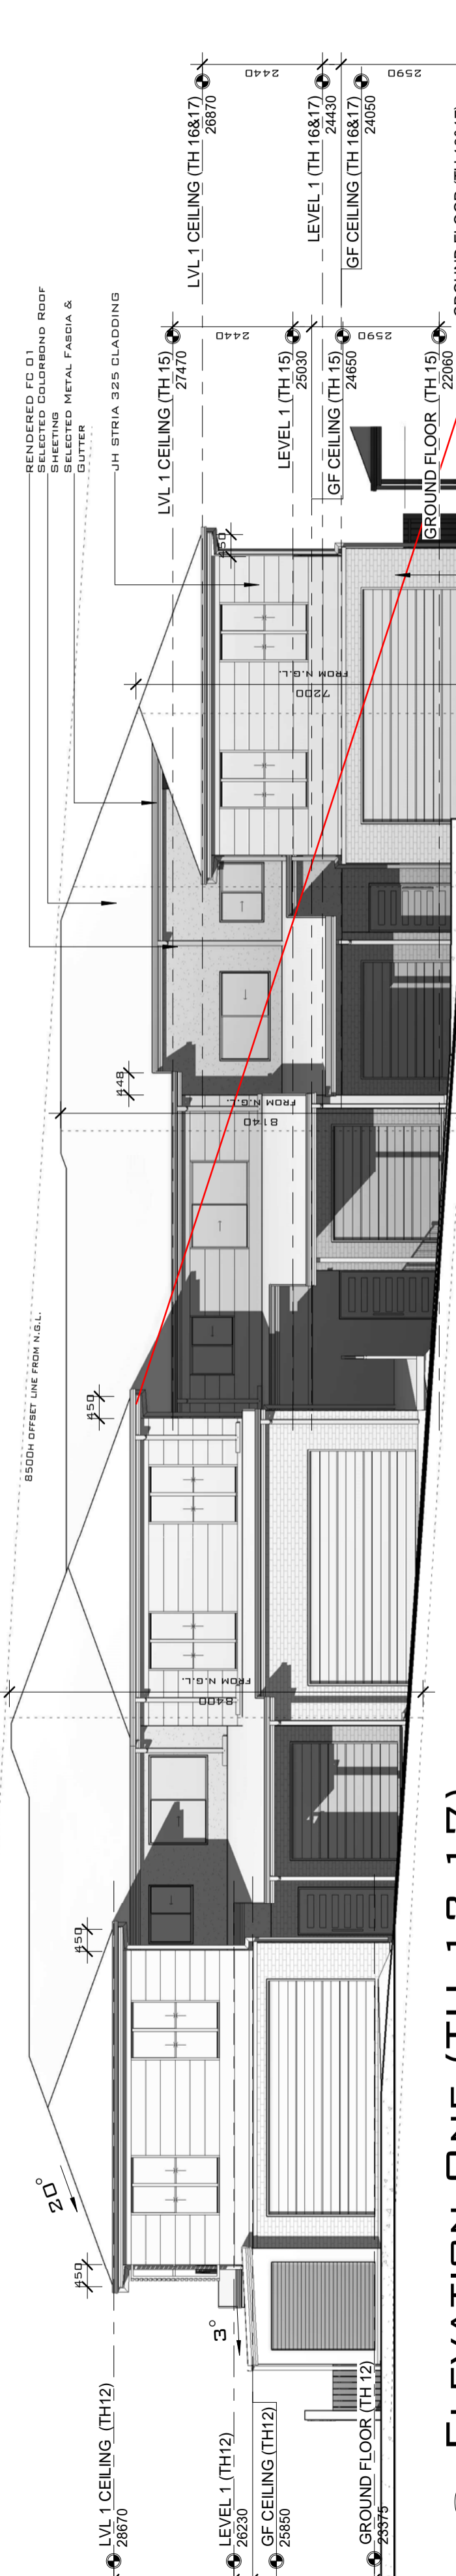 RENDERED FC 01
SELECTED COLORBOND ROOF
SHEETING
SELECTED METAL FASCIA &
GUTTER
JH STRIA 325 CLADDING
8500H OFFSET LINE FROM N.G.L.
LVL 1 CEILING (TH 16&17)
26870
2440
LEVEL 1 (TH 16&17)
24430
GF CEILING (TH 16&17)
24050
2590
LVL 1 CEILING (TH 15)
27470
2440
LEVEL 1 (TH 15)
25030
GF CEILING (TH 15)
24650
2590
GROUND FLOOR (TH 15)
22060
450
7200
FROM N.G.L.
448
8140
FROM N.G.L.
450
8400
FROM N.G.L.
450
20°
450
3°
LVL 1 CEILING (TH12)
28670
LEVEL 1 (TH12)
26230
GF CEILING (TH12)
25850
GROUND FLOOR (TH 12)
23375